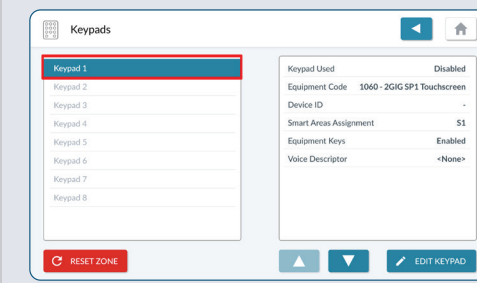 Keypads
Keypad 1
Keypad 2
Keypad 3
Keypad 4
Keypad 5
Keypad 6
Keypad 7
Keypad 8
Keypad Used Disabled
Equipment Code 1060 - 2GIG SP1 Touchscreen
Device ID -
Smart Areas Assignment S1
Equipment Keys Enabled
Voice Descriptor <None>
RESET ZONE
EDIT KEYPAD